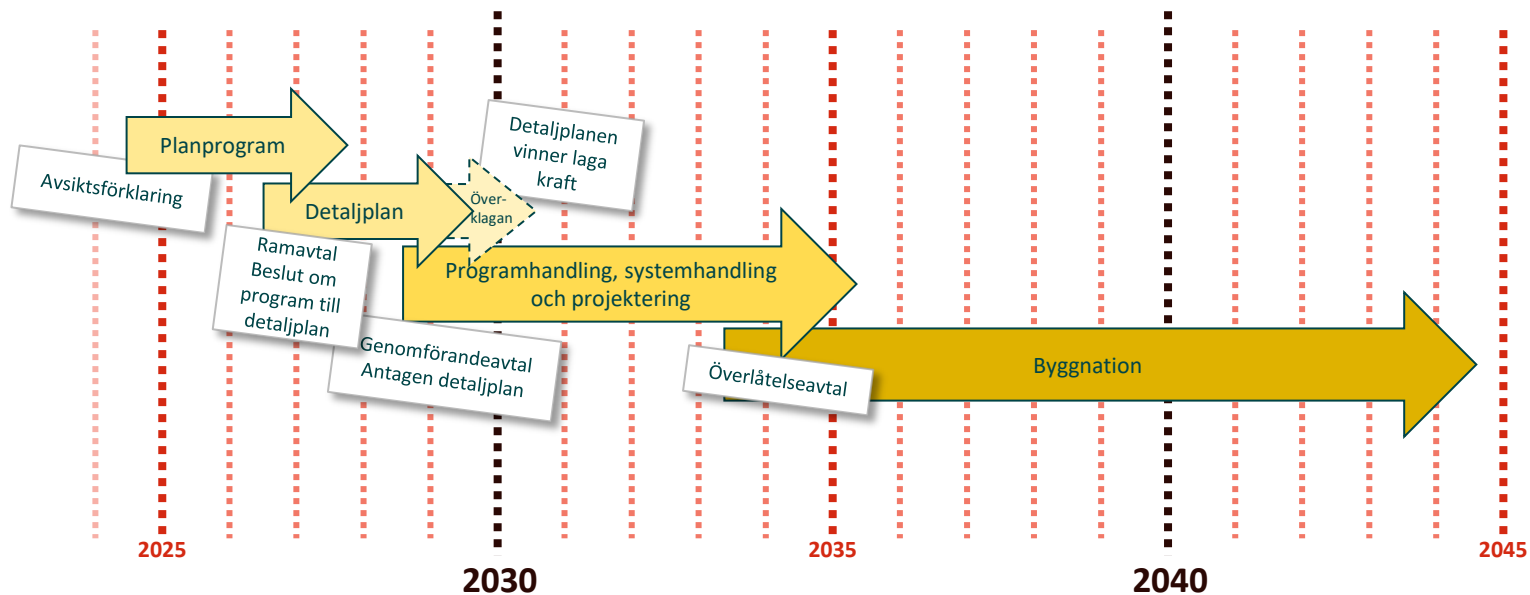 Planprogram
Avsiktsförklaring
Detaljplan
Över-
klagan
Detaljplanen
vinner laga
kraft
Ramavtal
Beslut om
program till
detaljplan
Programhandling, systemhandling
och projektering
Genomförandeavtal
Antagen detaljplan
Överlåtelseavtal
Byggnation
2025
2030
2035
2040
2045